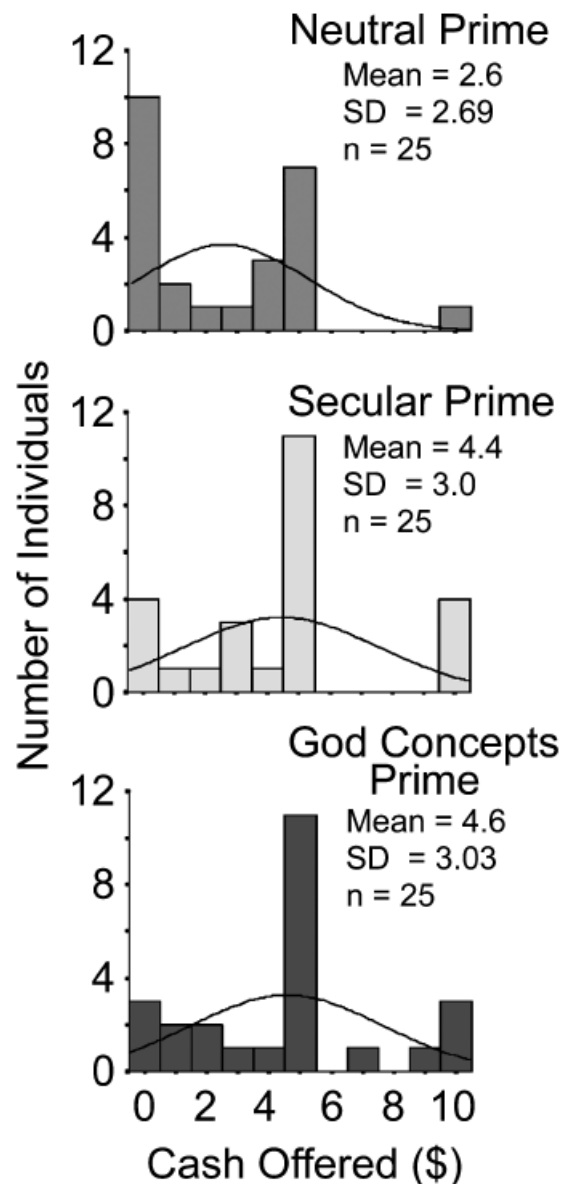 Neutral Prime
Mean = 2.6
SD = 2.69
n = 25
12
8
4
0
Number of Individuals
Secular Prime
Mean = 4.4
SD = 3.0
n = 25
12
8
4
0
God Concepts
Prime
Mean = 4.6
SD = 3.03
n = 25
12
8
4
0
0 2 4 6 8 10
Cash Offered ($)